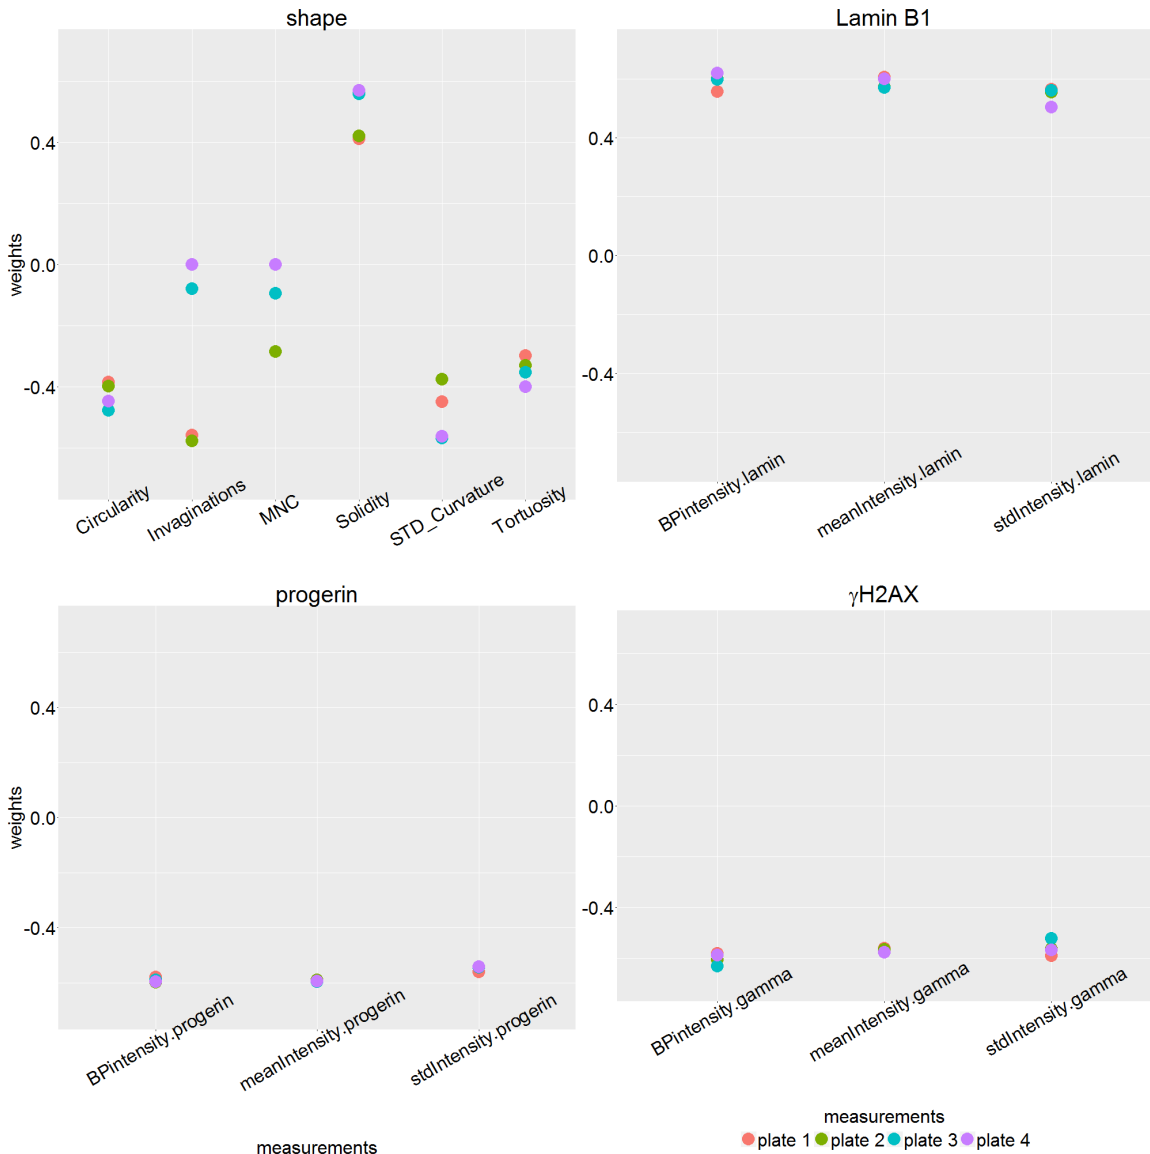 shape
weights
0.4
0.0
-0.4
Circularity
Invaginations
MNC
Solidity
STD_Curvature
Tortuosity
Lamin B1
0.4
0.0
-0.4
BPintensity.lamin
meanIntensity.lamin
stdIntensity.lamin
progerin
weights
0.4
0.0
-0.4
BPintensity.progerin
meanIntensity.progerin
stdIntensity.progerin
measurements
γH2AX
0.4
0.0
-0.4
BPintensity.gamma
meanIntensity.gamma
stdIntensity.gamma
measurements
plate 1 plate 2 plate 3 plate 4